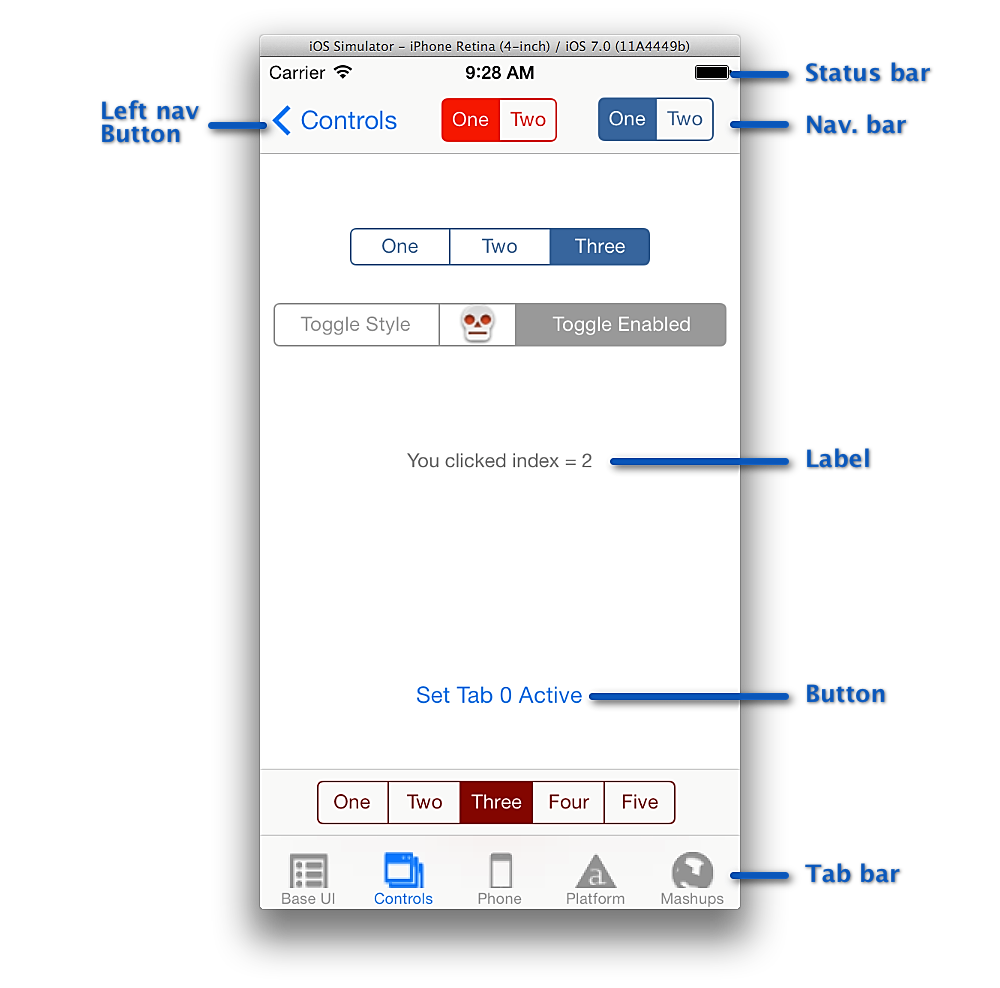 iOS Simulator – iPhone Retina (4-inch) / iOS 7.0 (11A4449b)
Carrier 9:28 AM
Status bar
Left nav
Button
Controls
One Two
One Two
Nav. bar
One Two Three
Toggle Style Toggle Enabled
You clicked index = 2
Label
Set Tab 0 Active
Button
One Two Three Four Five
Base UI Controls Phone Platform Mashups
a
Tab bar